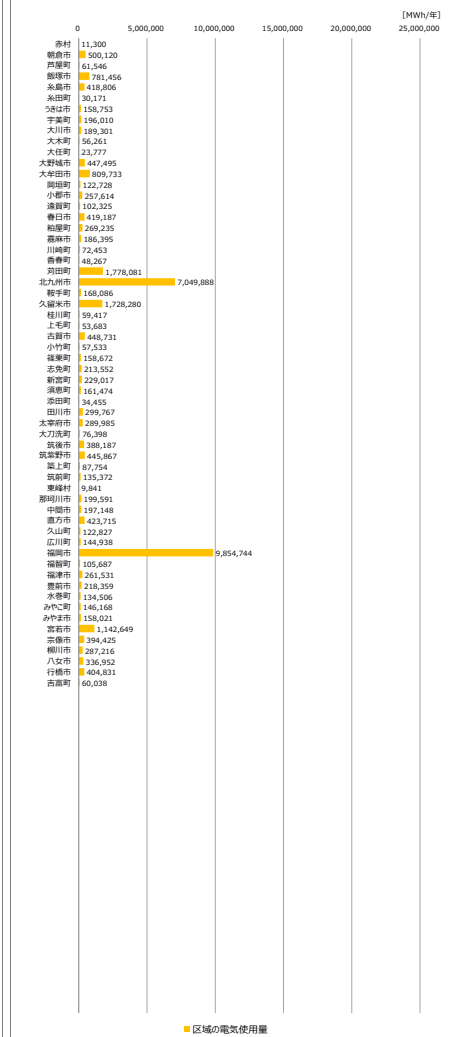 [MWh/年]
0 5,000,000 10,000,000 15,000,000 20,000,000 25,000,000
赤村 11,300
朝倉市 500,120
芦屋町 61,546
飯塚市 781,456
糸島市 418,806
糸田町 30,171
うきは市 158,753
宇美町 196,010
大川市 189,301
大木町 56,261
大任町 23,777
大野城市 447,495
大牟田市 809,733
岡垣町 122,728
小郡市 257,614
遠賀町 102,325
春日市 419,187
粕屋町 269,235
嘉麻市 186,395
川崎町 72,453
香春町 48,267
苅田町 1,778,081
北九州市 7,049,888
鞍手町 168,086
久留米市 1,728,280
桂川町 59,417
上毛町 53,683
古賀市 448,731
小竹町 57,533
篠栗町 158,672
志免町 213,552
新宮町 229,017
須恵町 161,474
添田町 34,455
田川市 299,767
太宰府市 289,985
大刀洗町 76,398
筑後市 388,187
筑紫野市 445,867
築上町 87,754
筑前町 135,372
東峰村 9,841
那珂川市 199,591
中間市 197,148
直方市 423,715
久山町 122,827
広川町 144,938
福岡市 9,854,744
福智町 105,687
福津市 261,531
豊前市 218,359
水巻町 134,506
みやこ町 146,168
みやま市 158,021
宮若市 1,142,649
宗像市 394,425
柳川市 287,216
八女市 336,952
行橋市 404,831
吉富町 60,038
区域の電気使用量